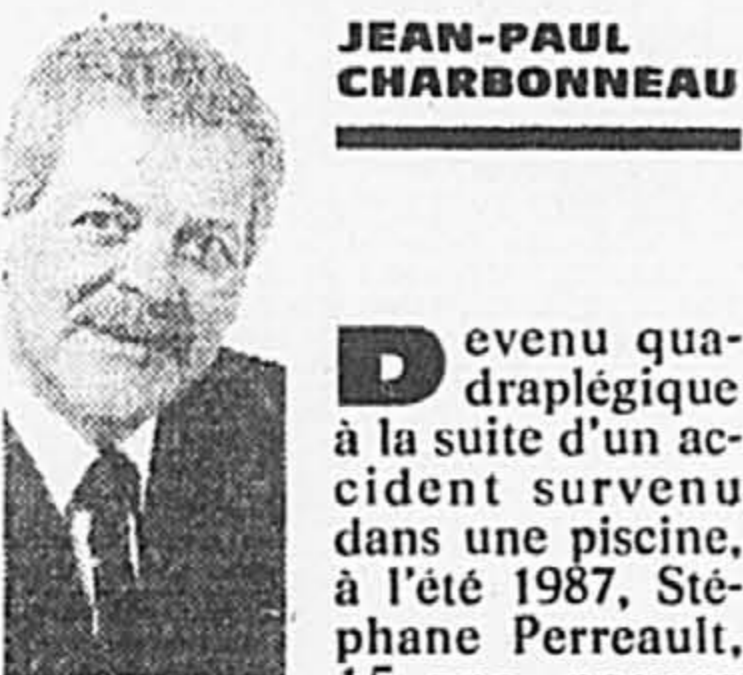 JEAN-PAUL
CHARBONNEAU
Devenu qua-
draplégique
à la suite d'un ac-
cident survenu
dans une piscine,
à l'été 1987, Sté-
phane Perreault,